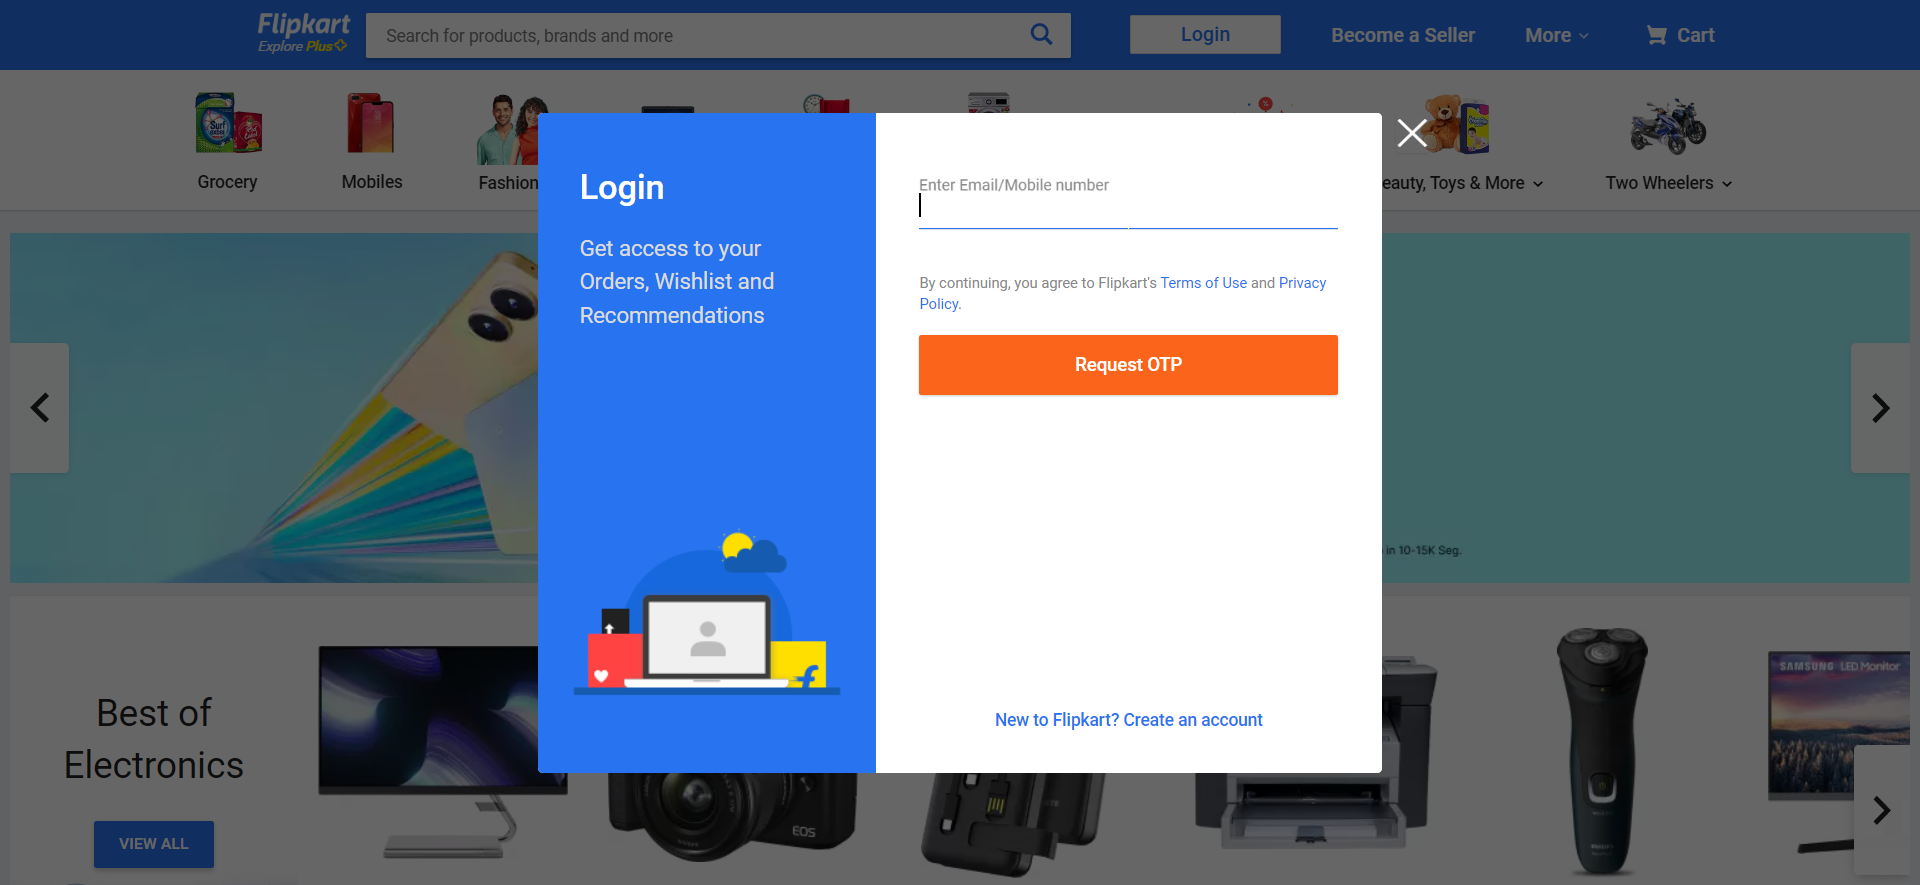 Flipkart
Explore Plus
Search for products, brands and more
Login
Become a Seller
More
Cart
Grocery
Mobiles
Fashion
eauty, Toys & More
Two Wheelers
Login
Get access to your
Orders, Wishlist and
Recommendations
Enter Email/Mobile number
By continuing, you agree to Flipkart's Terms of Use and Privacy
Policy.
Request OTP
New to Flipkart? Create an account
in 10-15K Seg.
Best of
Electronics
VIEW ALL
EOS
SAMSUNG LED Monitor
PHILIPS